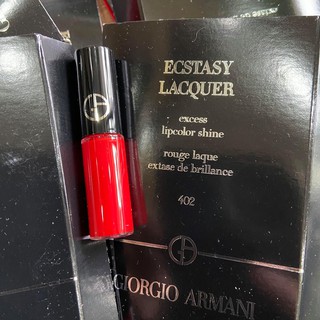 ECSTASY
LACQUER
excess
lipcolor shine
rouge laque
extase de brillance
402
GIORGIO ARMANI